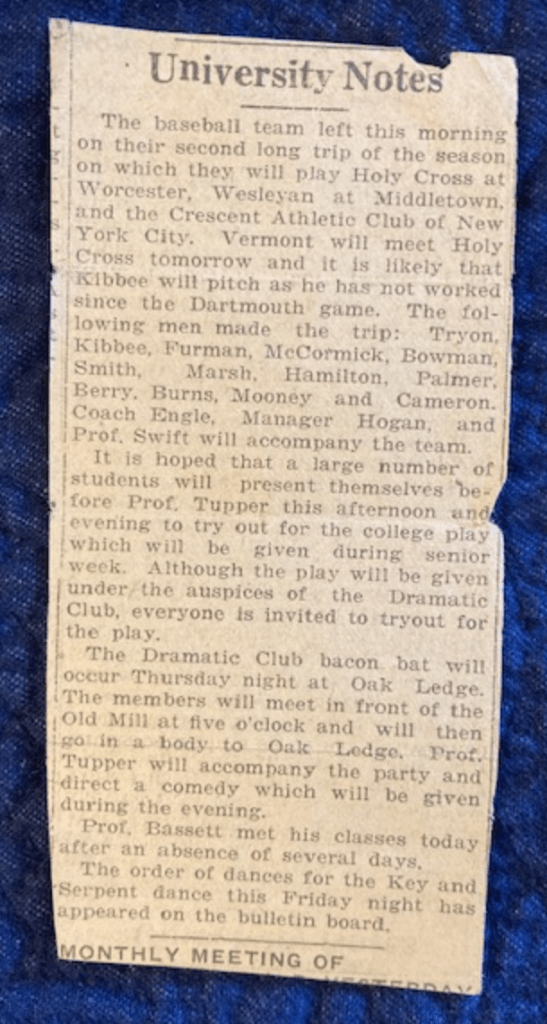 University Notes
The baseball team left this morning
on their second long trip of the season
on which they will play Holy Cross at
Worcester, Wesleyan at Middletown,
and the Crescent Athletic Club of New
York City. Vermont will meet Holy
Cross tomorrow and it is likely that
Kibbee will pitch as he has not worked
since the Dartmouth game. The fol-
lowing men made the trip: Tryon,
Kibbee, Furman, McCormick, Bowman,
Smith, Marsh, Hamilton, Palmer,
Berry, Burns, Mooney and Cameron.
Coach Engle, Manager Hogan, and
Prof. Swift will accompany the team.
It is hoped that a large number of
students will present themselves be-
fore Prof. Tupper this afternoon and
evening to try out for the college play
which will be given during senior
week. Although the play will be given
under the auspices of the Dramatic
Club, everyone is invited to tryout for
the play.
The Dramatic Club bacon bat will
occur Thursday night at Oak Ledge.
The members will meet in front of the
Old Mill at five o'clock and will then
go in a body to Oak Ledge. Prof.
Tupper will accompany the party and
direct a comedy which will be given
during the evening.
Prof. Bassett met his classes today
after an absence of several days.
The order of dances for the Key and
Serpent dance this Friday night has
appeared on the bulletin board.
MONTHLY MEETING OF
YESTERDAY